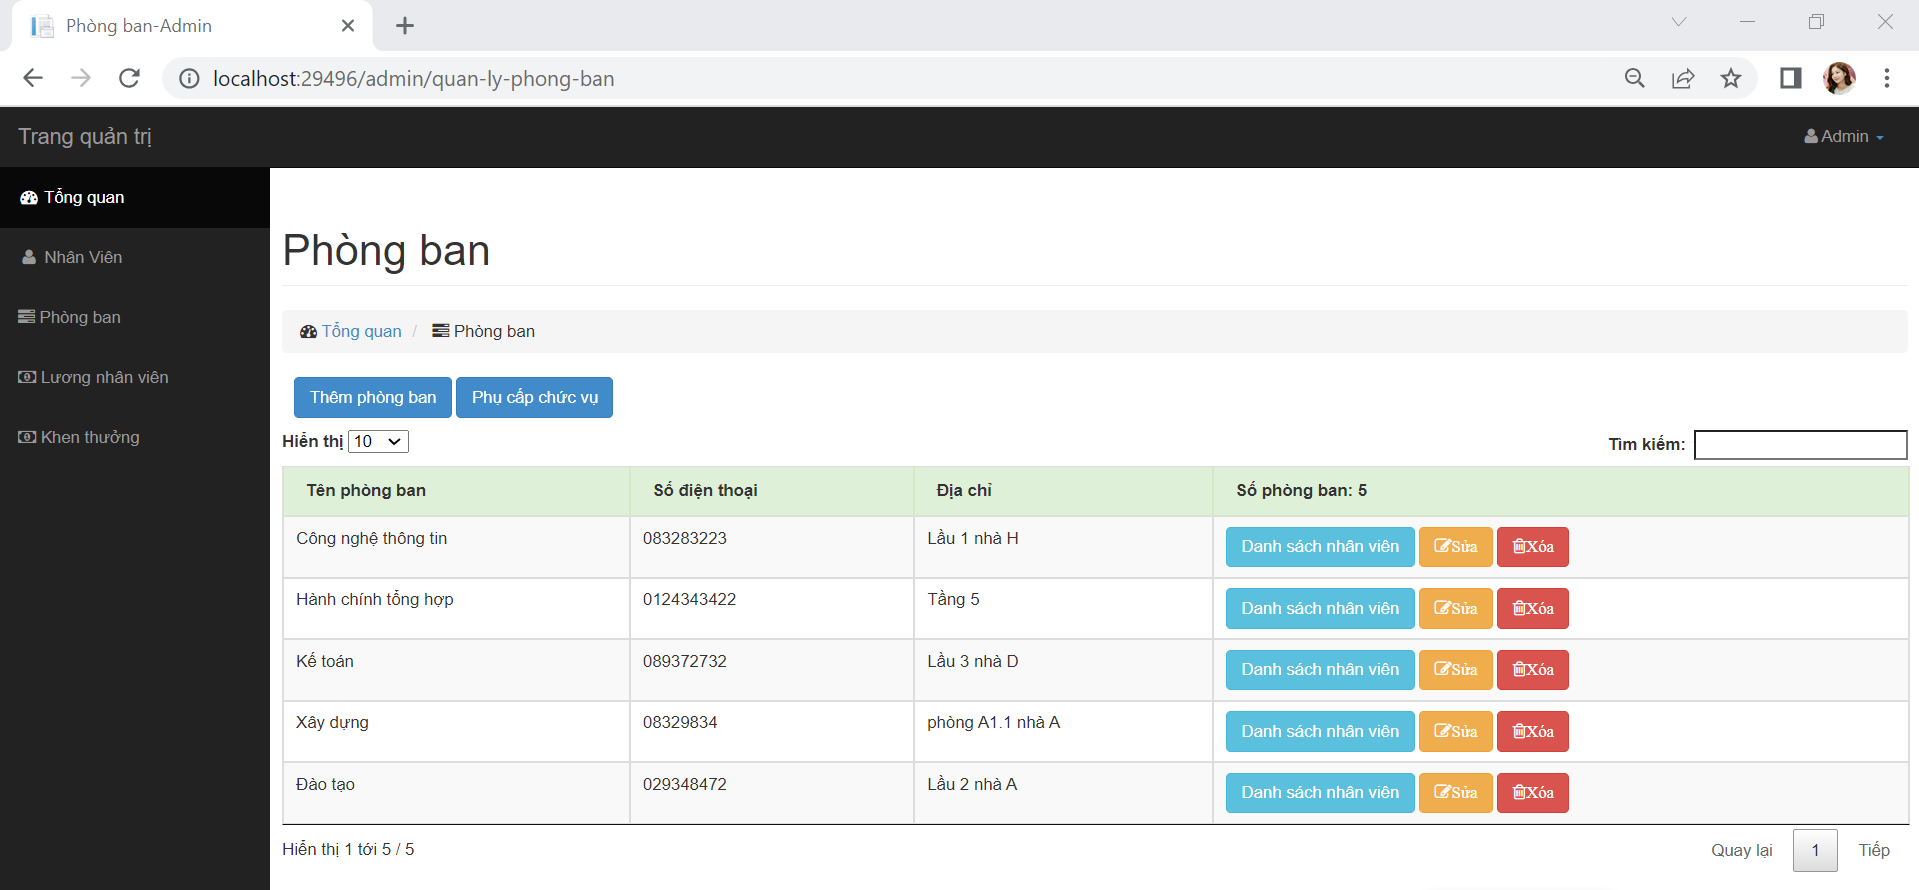 Phòng ban-Admin
localhost:29496/admin/quan-ly-phong-ban
Trang quản trị
Admin
Tổng quan
Nhân Viên
Phòng ban
Lương nhân viên
Khen thưởng
Phòng ban
Tổng quan / Phòng ban
Thêm phòng ban Phụ cấp chức vụ
Hiển thị 10
Tìm kiếm:
Tên phòng ban Số điện thoại Địa chỉ Số phòng ban: 5
Công nghệ thông tin 083283223 Lầu 1 nhà H Danh sách nhân viên Sửa Xóa
Hành chính tổng hợp 0124343422 Tầng 5 Danh sách nhân viên Sửa Xóa
Kế toán 089372732 Lầu 3 nhà D Danh sách nhân viên Sửa Xóa
Xây dựng 08329834 phòng A1.1 nhà A Danh sách nhân viên Sửa Xóa
Đào tạo 029348472 Lầu 2 nhà A Danh sách nhân viên Sửa Xóa
Hiển thị 1 tới 5 / 5
Quay lại 1 Tiếp